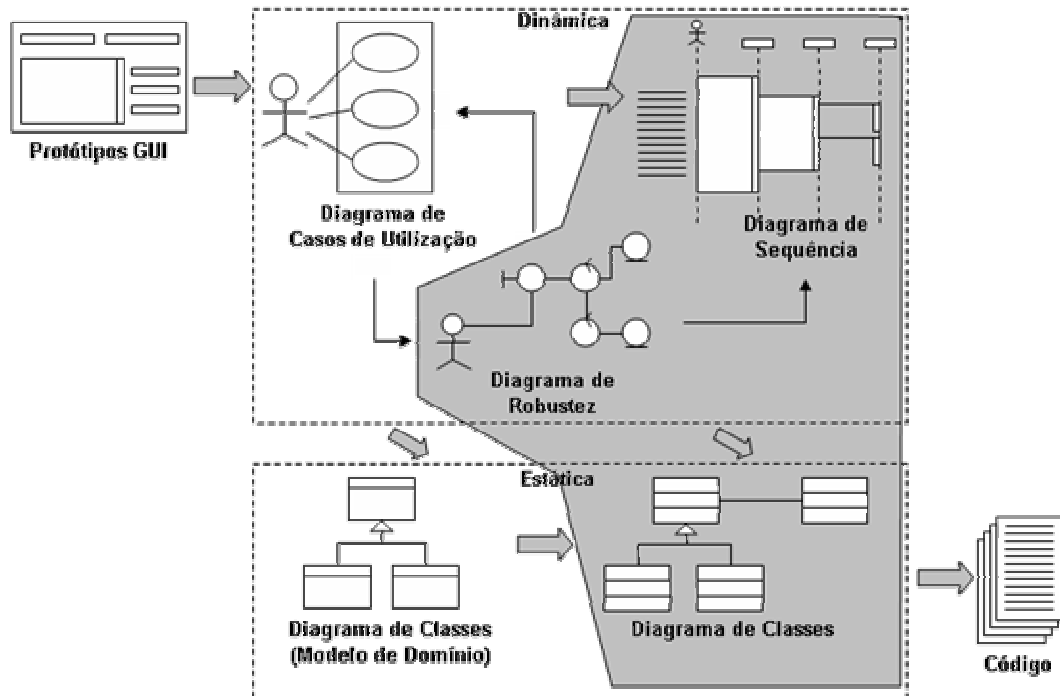 Dinâmica
Protótipos GUI
Diagrama de
Casos de Utilização
Diagrama de
Sequência
Diagrama de
Robustez
Estática
Diagrama de Classes
(Modelo de Domínio)
Diagrama de Classes
Código